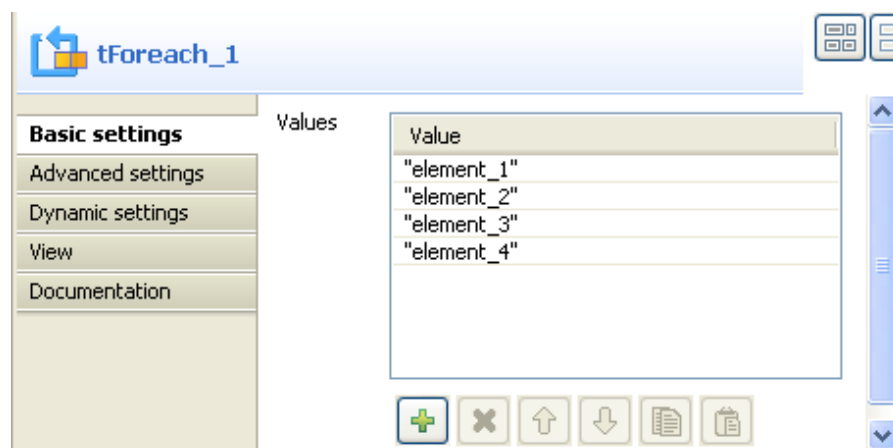 tForeach_1
Basic settings
Advanced settings
Dynamic settings
View
Documentation
Values
Value
"element_1"
"element_2"
"element_3"
"element_4"